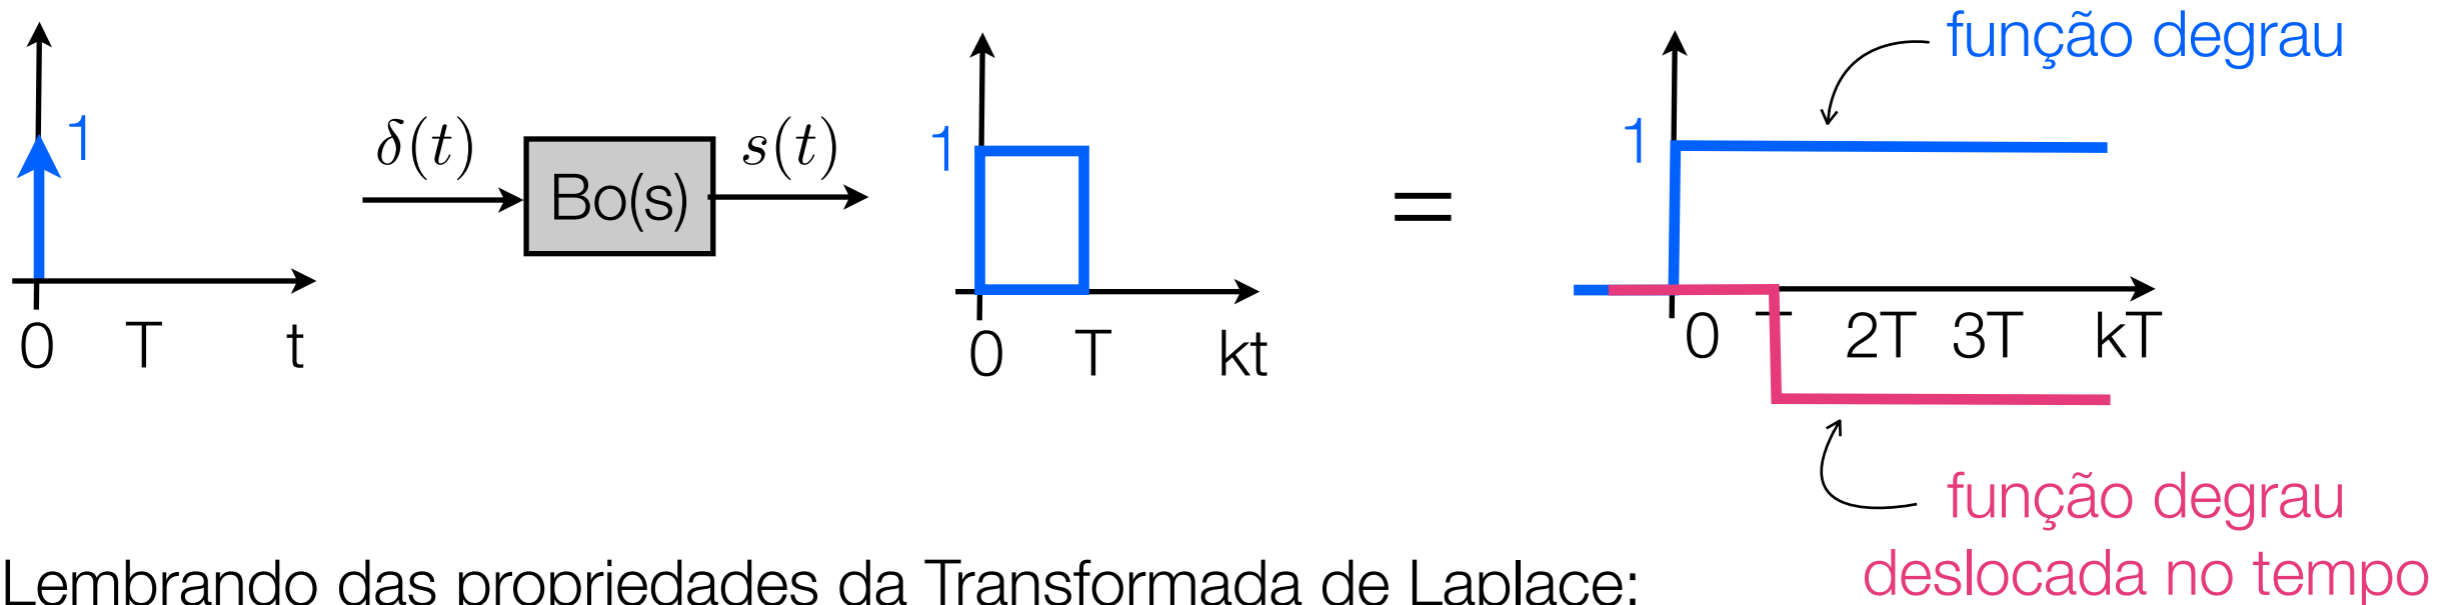 função degrau
1
δ(t)
s(t)
1
1
Bo(s)
=
0 T t
0 T kt
0 T 2T 3T kT
função degrau
deslocada no tempo
Lembrando das propriedades da Transformada de Laplace: